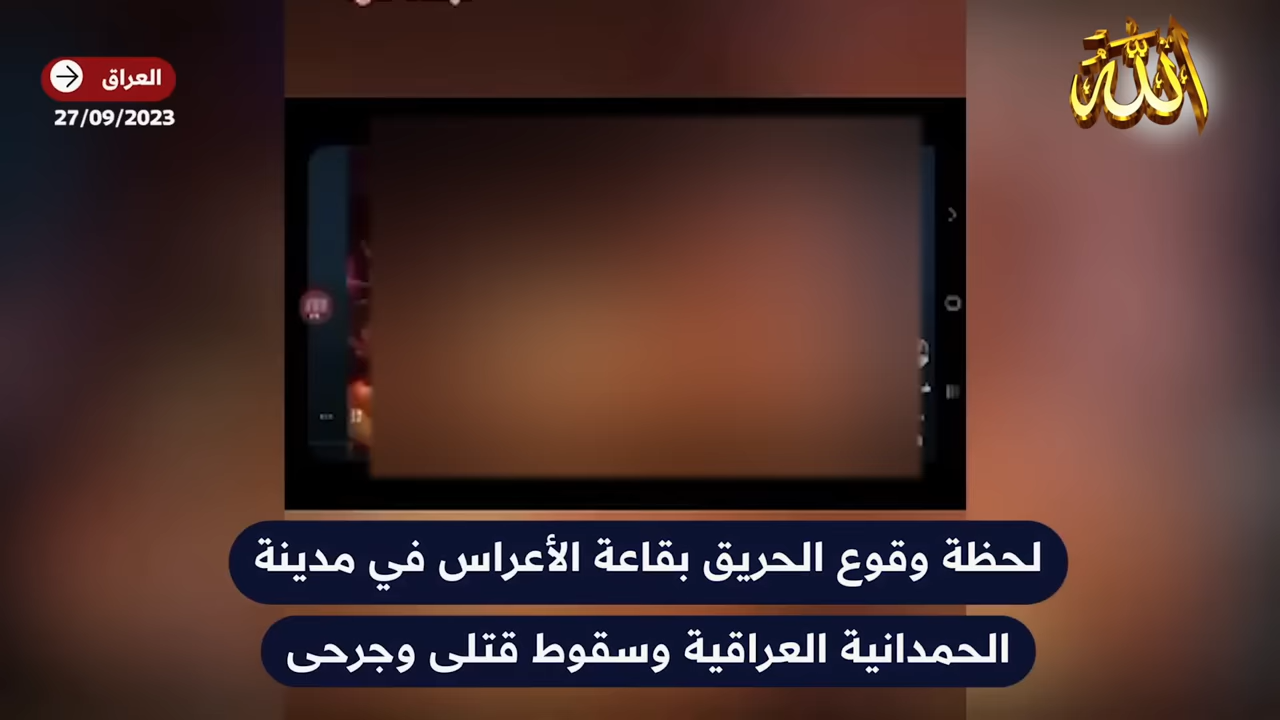 العراق
27/09/2023
الله
لحظة وقوع الحريق بقاعة الأعراس في مدينة
الحمدانية العراقية وسقوط قتلى وجرحى